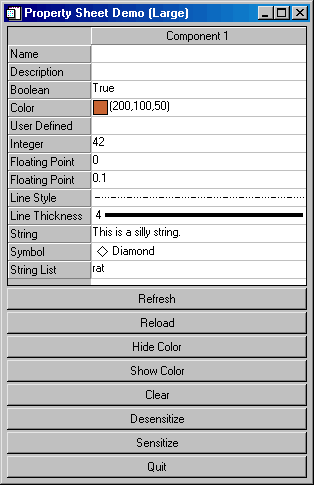 Property Sheet Demo (Large)
Component 1
Name
Description
Boolean True
Color (200,100,50)
User Defined
Integer 42
Floating Point 0
Floating Point 0.1
Line Style
Line Thickness 4
String This is a silly string.
Symbol Diamond
String List rat
Refresh
Reload
Hide Color
Show Color
Clear
Desensitize
Sensitize
Quit